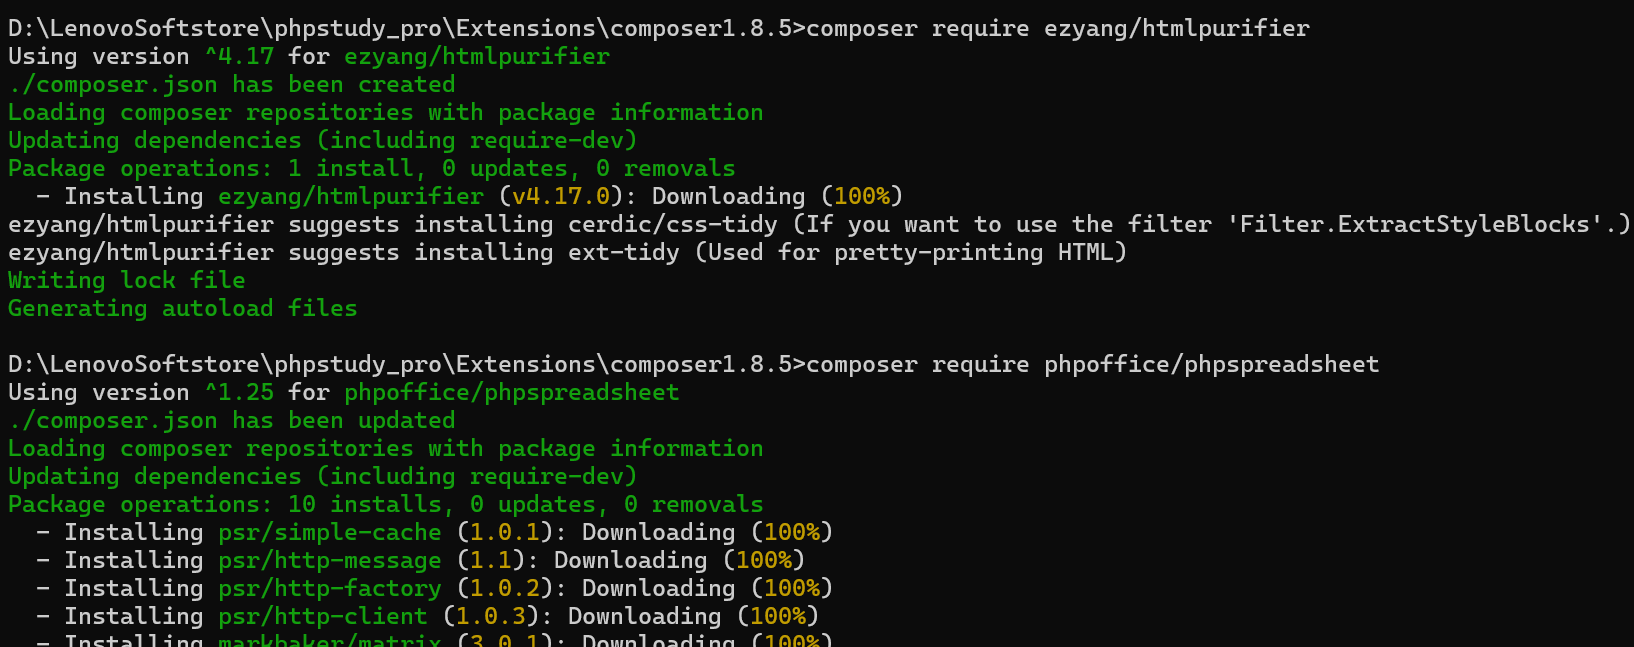 D:\LenovoSoftstore\phpstudy_pro\Extensions\composer1.8.5>composer require ezyang/htmlpurifier
Using version ^4.17 for ezyang/htmlpurifier
./composer.json has been created
Loading composer repositories with package information
Updating dependencies (including require-dev)
Package operations: 1 install, 0 updates, 0 removals
  - Installing ezyang/htmlpurifier (v4.17.0): Downloading (100%)
ezyang/htmlpurifier suggests installing cerdic/css-tidy (If you want to use the filter 'Filter.ExtractStyleBlocks'.)
ezyang/htmlpurifier suggests installing ext-tidy (Used for pretty-printing HTML)
Writing lock file
Generating autoload files
D:\LenovoSoftstore\phpstudy_pro\Extensions\composer1.8.5>composer require phpoffice/phpspreadsheet
Using version ^1.25 for phpoffice/phpspreadsheet
./composer.json has been updated
Loading composer repositories with package information
Updating dependencies (including require-dev)
Package operations: 10 installs, 0 updates, 0 removals
  - Installing psr/simple-cache (1.0.1): Downloading (100%)
  - Installing psr/http-message (1.1): Downloading (100%)
  - Installing psr/http-factory (1.0.2): Downloading (100%)
  - Installing psr/http-client (1.0.3): Downloading (100%)
  - Installing markbaker/matrix (3.0.1): Downloading (100%)